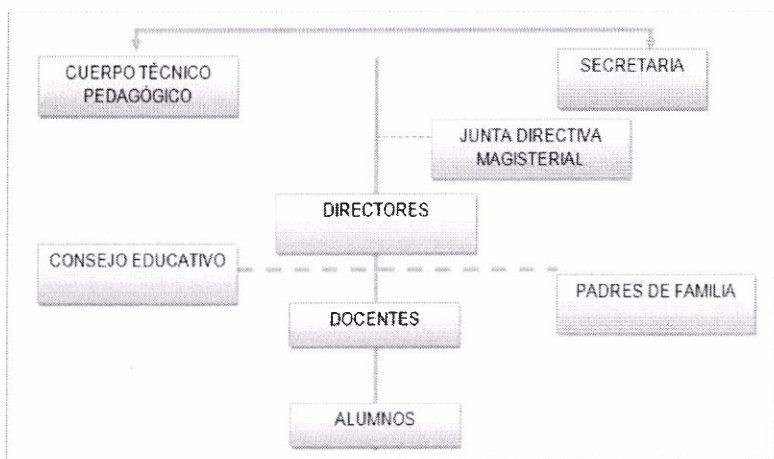 CUERPO TÉCNICO
PEDAGÓGICO
SECRETARIA
JUNTA DIRECTIVA
MAGISTERIAL
DIRECTORES
CONSEJO EDUCATIVO
PADRES DE FAMILIA
DOCENTES
ALUMNOS